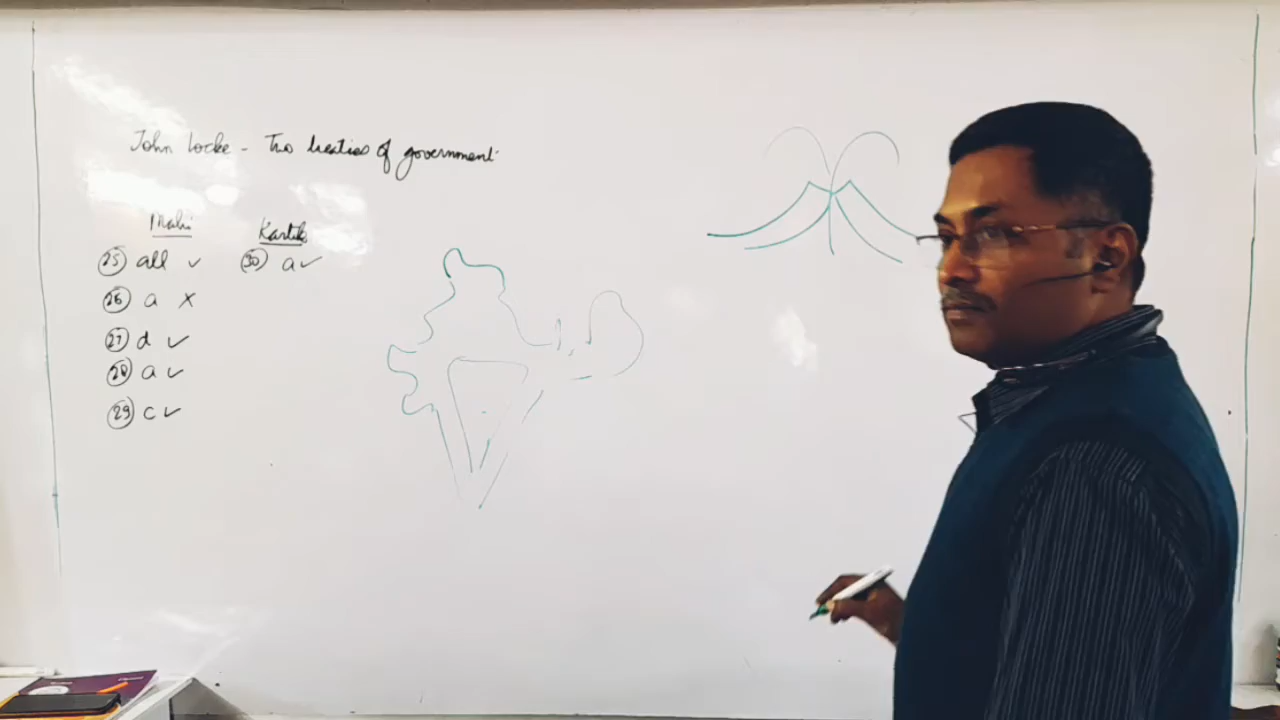 John Locke - Two treaties of government.
Mahi Kartik
25 all ✓ 30 a ✓
26 a X
27 d ✓
28 a ✓
29 c ✓